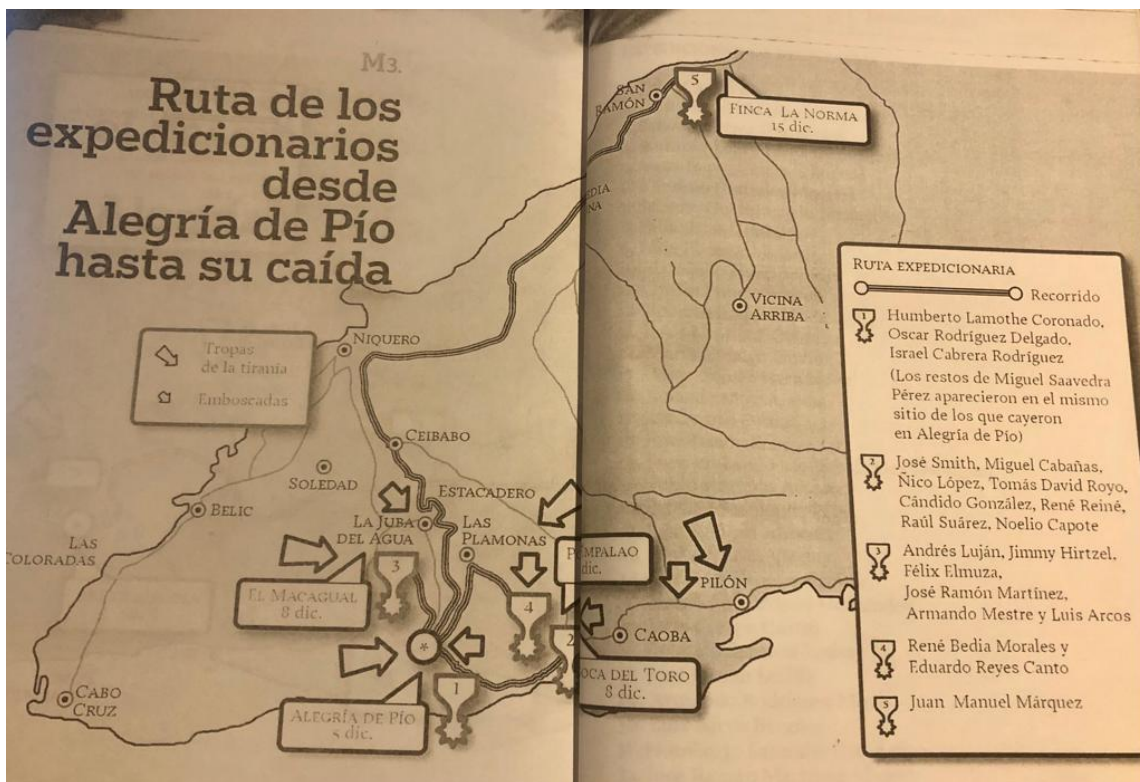 M3.
Ruta de los
expedicionarios
desde
Alegría de Pío
hasta su caída
Tropas
de la tiranía
Emboscadas
NIQUERO
CEIBABO
SOLEDAD
ESTACADERO
BELIC
LA JUBA
DEL AGUA
LAS
PLAMONAS
LAS
COLORADAS
3
EL MACAGUAL
8 dic.
4
2
*
1
ALEGRÍA DE PÍO
5 dic.
CABO
CRUZ
SAN
RAMÓN
5
FINCA LA NORMA
15 dic.
VICINA
ARRIBA
dic.
PILÓN
CAOBA
OCA DEL TORO
8 dic.
RUTA EXPEDICIONARIA
Recorrido
1
Humberto Lamothe Coronado,
Oscar Rodríguez Delgado,
Israel Cabrera Rodríguez
(Los restos de Miguel Saavedra
Pérez aparecieron en el mismo
sitio de los que cayeron
en Alegría de Pío)
2
José Smith, Miguel Cabañas,
Ñico López, Tomás David Royo,
Cándido González, René Reiné,
Raúl Suárez, Noelio Capote
3
Andrés Luján, Jimmy Hirtzel,
Félix Elmuza,
José Ramón Martínez,
Armando Mestre y Luis Arcos
4
René Bedia Morales y
Eduardo Reyes Canto
5
Juan Manuel Márquez